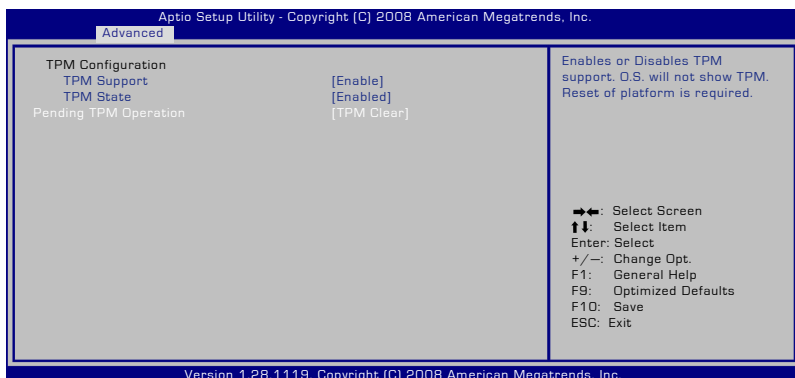 Aptio Setup Utility - Copyright (C) 2008 American Megatrends, Inc.
Advanced
TPM Configuration
TPM Support [Enable]
TPM State [Enabled]
Pending TPM Operation [TPM Clear]
Enables or Disables TPM
support. O.S. will not show TPM.
Reset of platform is required.
→←: Select Screen
↑↓: Select Item
Enter: Select
+/—: Change Opt.
F1: General Help
F9: Optimized Defaults
F10: Save
ESC: Exit
Version 1.28.1119. Copyright (C) 2008 American Megatrends, Inc.